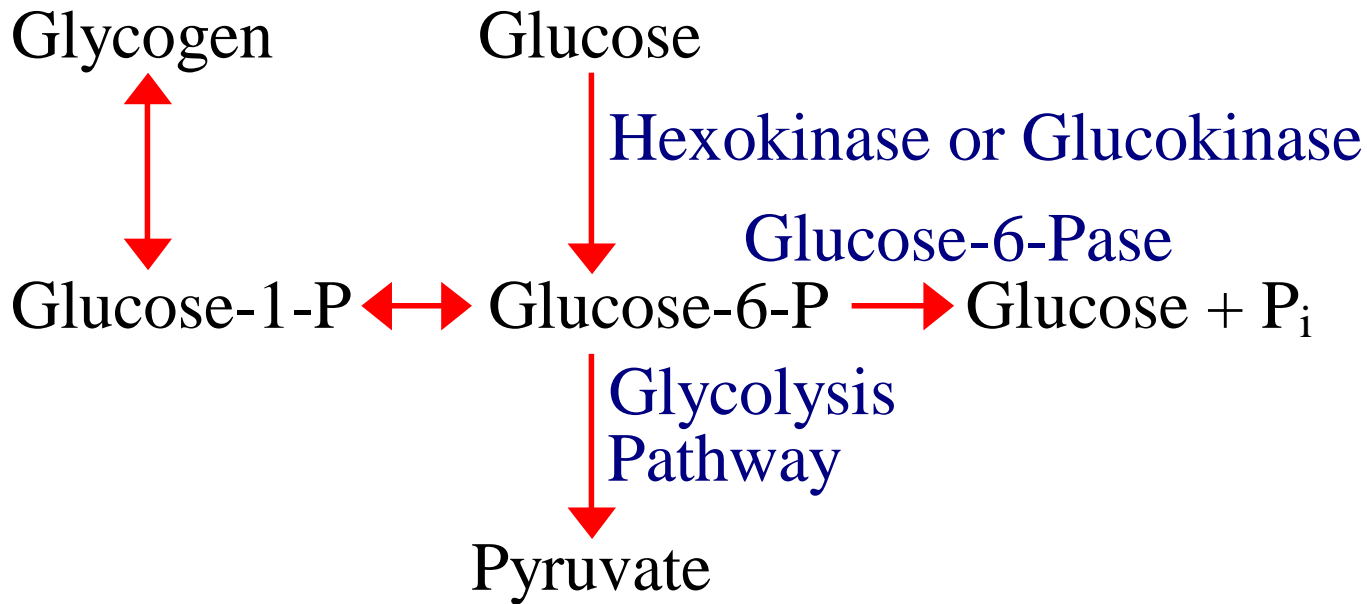 Glycogen
Glucose
Hexokinase or Glucokinase
Glucose-6-Pase
Glucose-1-P
Glucose-6-P
Glucose + Pi
Glycolysis
Pathway
Pyruvate